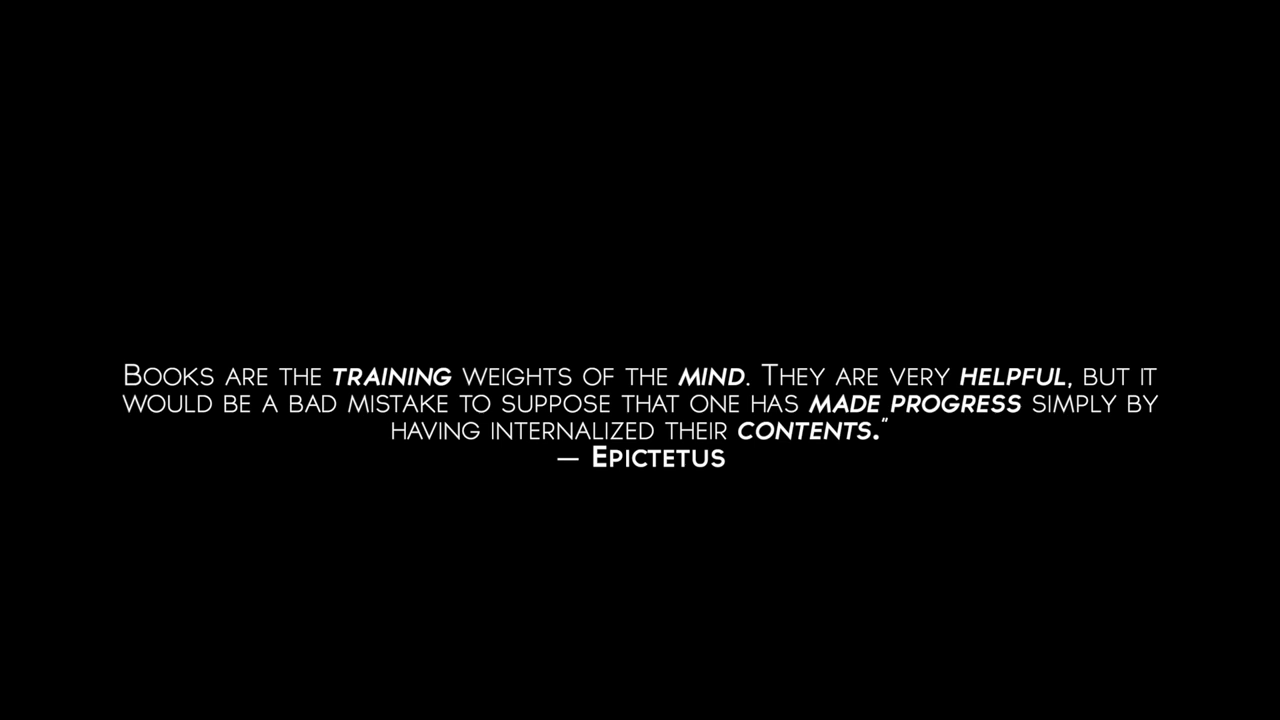 Books are the training weights of the mind. They are very helpful, but it
would be a bad mistake to suppose that one has made progress simply by
having internalized their contents.“
— Epictetus